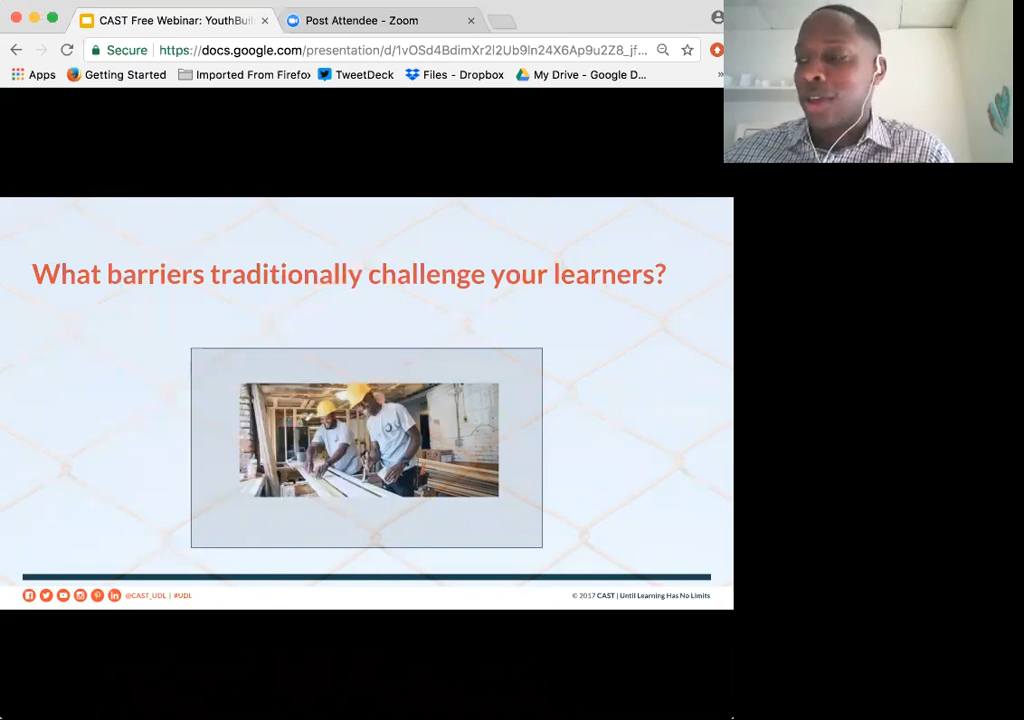 CAST Free Webinar: YouthBuil
Post Attendee - Zoom
Secure
https://docs.google.com/presentation/d/1vOSd4BdimXr2I2Ub9ln24X6Ap9u2Z8_jf...
Apps
Getting Started
Imported From Firefox
TweetDeck
Files - Dropbox
My Drive - Google D...
What barriers traditionally challenge your learners?
@CAST_UDL | #UDL
© 2017 CAST | Until Learning Has No Limits